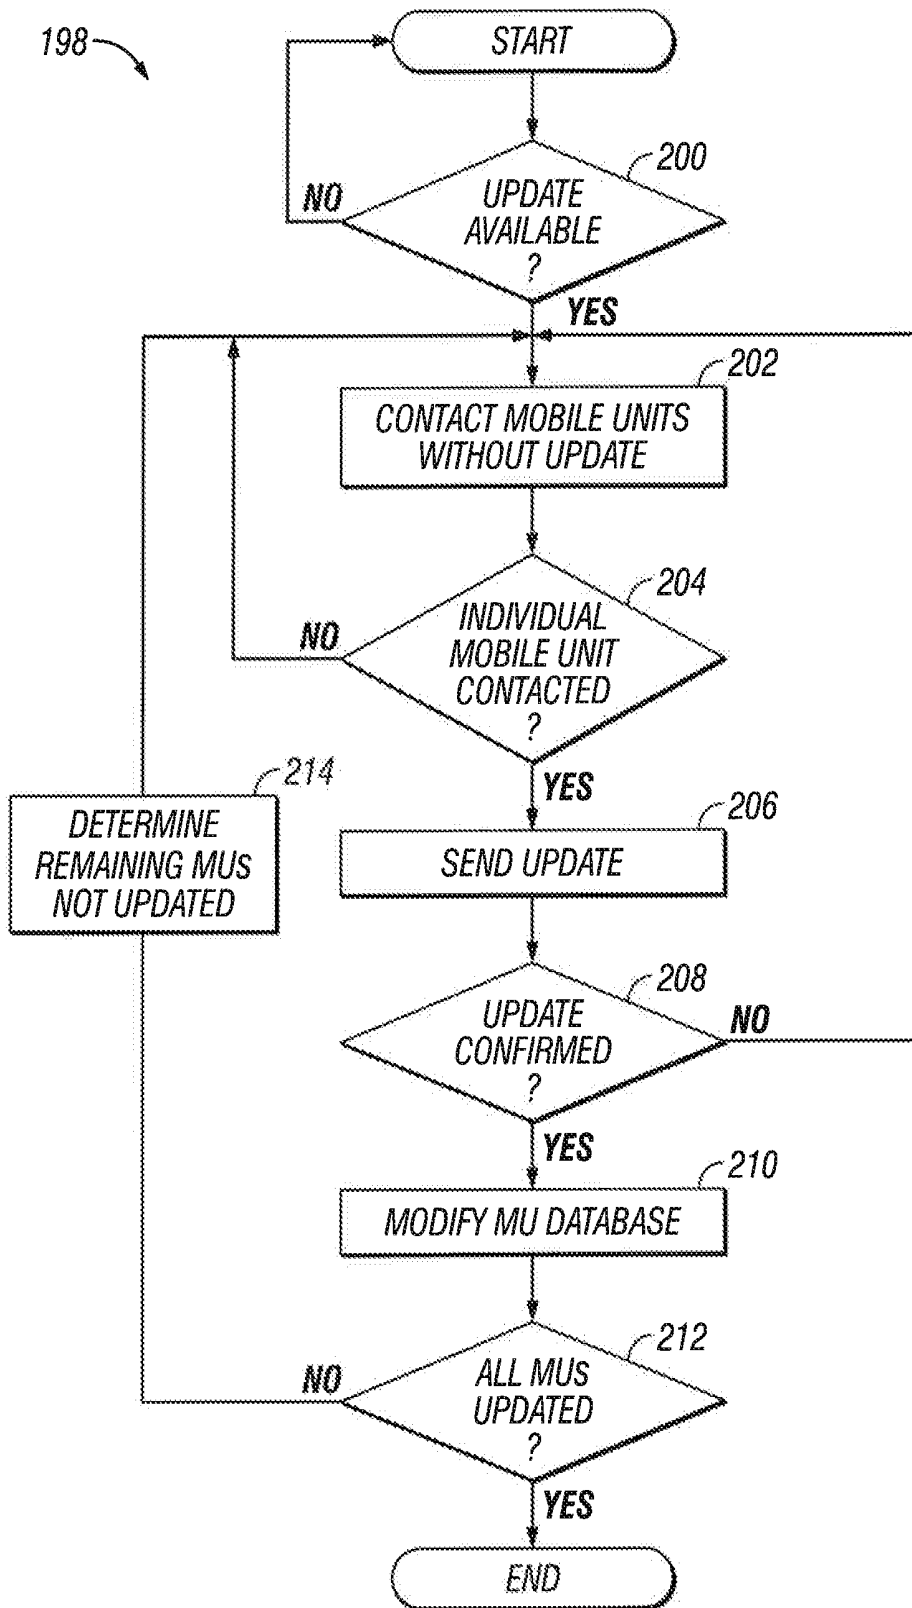 198
START
200
UPDATE
AVAILABLE
?
NO
YES
202
CONTACT MOBILE UNITS
WITHOUT UPDATE
204
INDIVIDUAL
MOBILE UNIT
CONTACTED
?
NO
YES
214
DETERMINE
REMAINING MUs
NOT UPDATED
206
SEND UPDATE
208
UPDATE
CONFIRMED
?
NO
YES
210
MODIFY MU DATABASE
212
ALL MUs
UPDATED
?
NO
YES
END